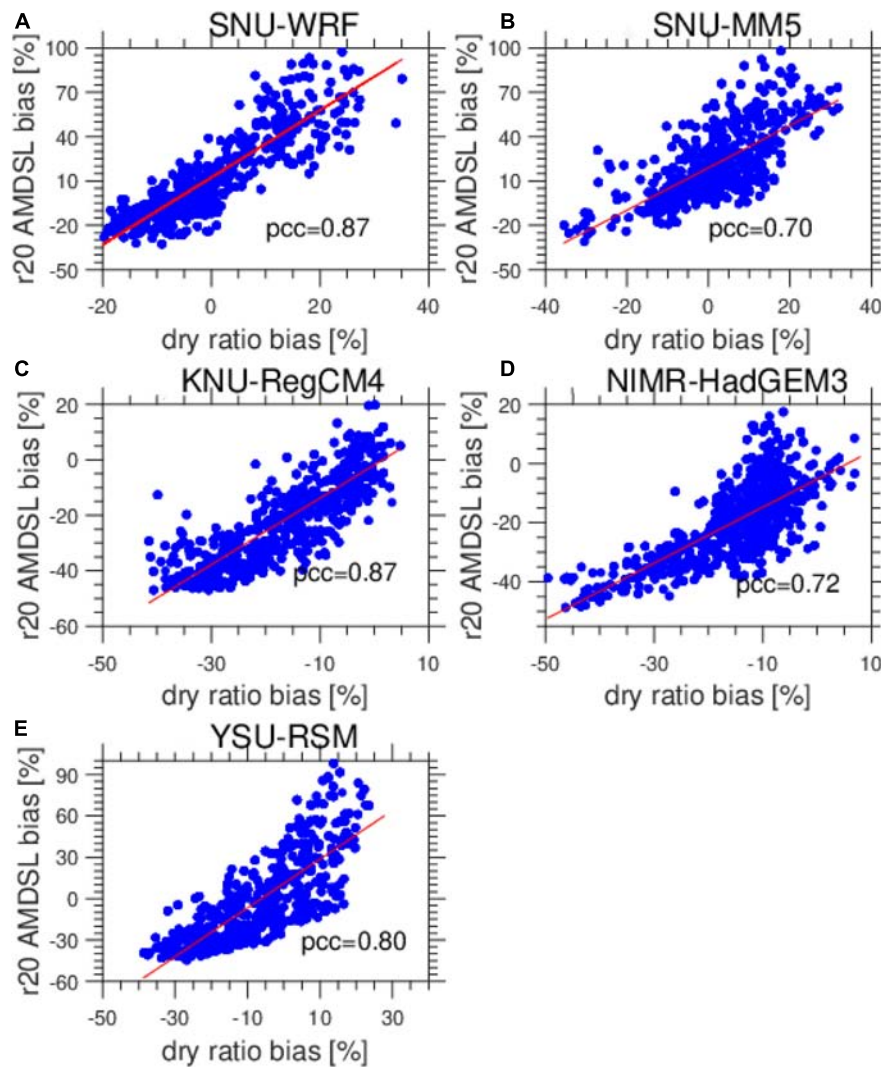 A
SNU-WRF
r20 AMDSL bias [%]
100
70
40
10
-20
-50
pcc=0.87
-20
0
20
40
dry ratio bias [%]
B
SNU-MM5
r20 AMDSL bias [%]
100
70
40
10
-20
-50
pcc=0.70
-40
-20
0
20
40
dry ratio bias [%]
C
KNU-RegCM4
r20 AMDSL bias [%]
20
0
-20
-40
-60
pcc=0.87
-50
-30
-10
10
dry ratio bias [%]
D
NIMR-HadGEM3
r20 AMDSL bias [%]
20
0
-20
-40
pcc=0.72
-50
-30
-10
10
dry ratio bias [%]
E
YSU-RSM
r20 AMDSL bias [%]
90
60
30
0
-30
-60
pcc=0.80
-50
-30
-10
10
30
dry ratio bias [%]